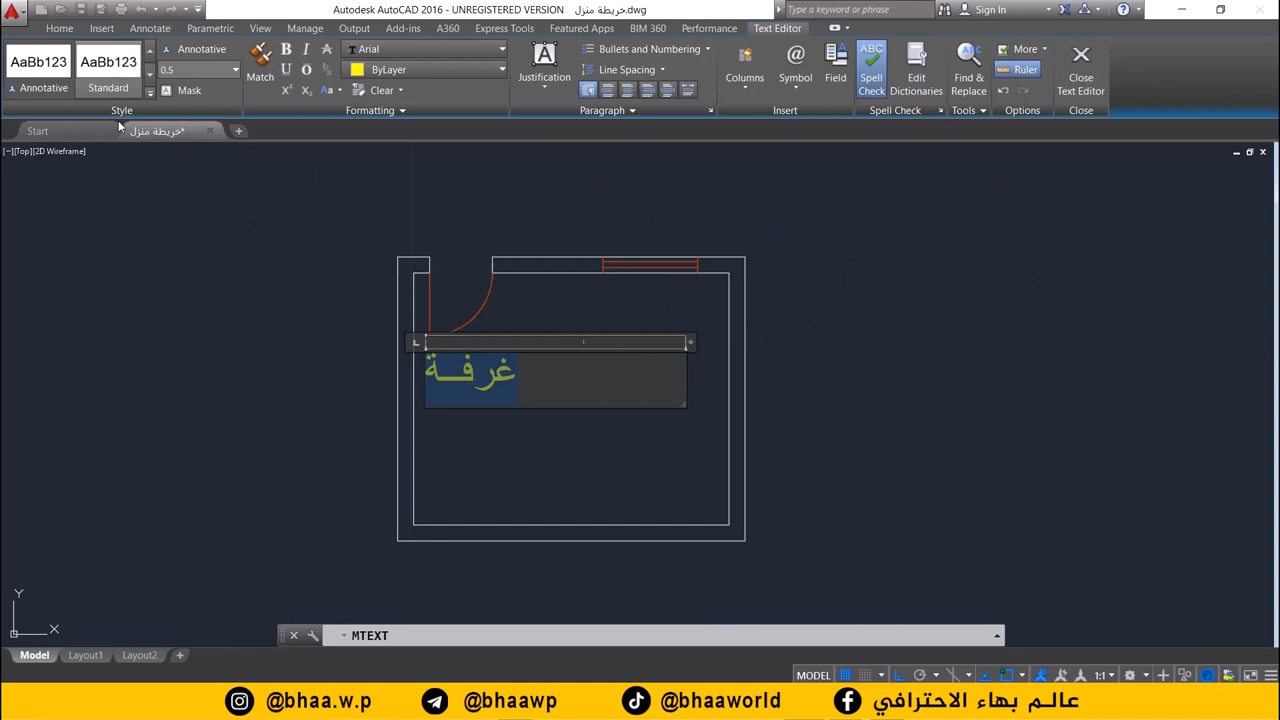 Autodesk AutoCAD 2016 - UNREGISTERED VERSION خريطة منزل.dwg
Type a keyword or phrase
Sign In
Home Insert Annotate Parametric View Manage Output Add-ins A360 Express Tools Featured Apps BIM 360 Performance Text Editor
AaBb123 AaBb123 Annotative Arial Bullets and Numbering More
0.5 Match ByLayer Justification Line Spacing Columns Symbol Field Spell Check Edit Dictionaries Find & Replace Ruler Close Text Editor
Annotative Standard Mask Clear
Style Formatting Paragraph Insert Spell Check Tools Options Close
Start خريطة منزل*
[−][Top][2D Wireframe]
غرفـة
Y
X
MTEXT
Model Layout1 Layout2
MODEL 1:1
@bhaa.w.p @bhaawp @bhaaworld عالـم بهاء الاحترافي